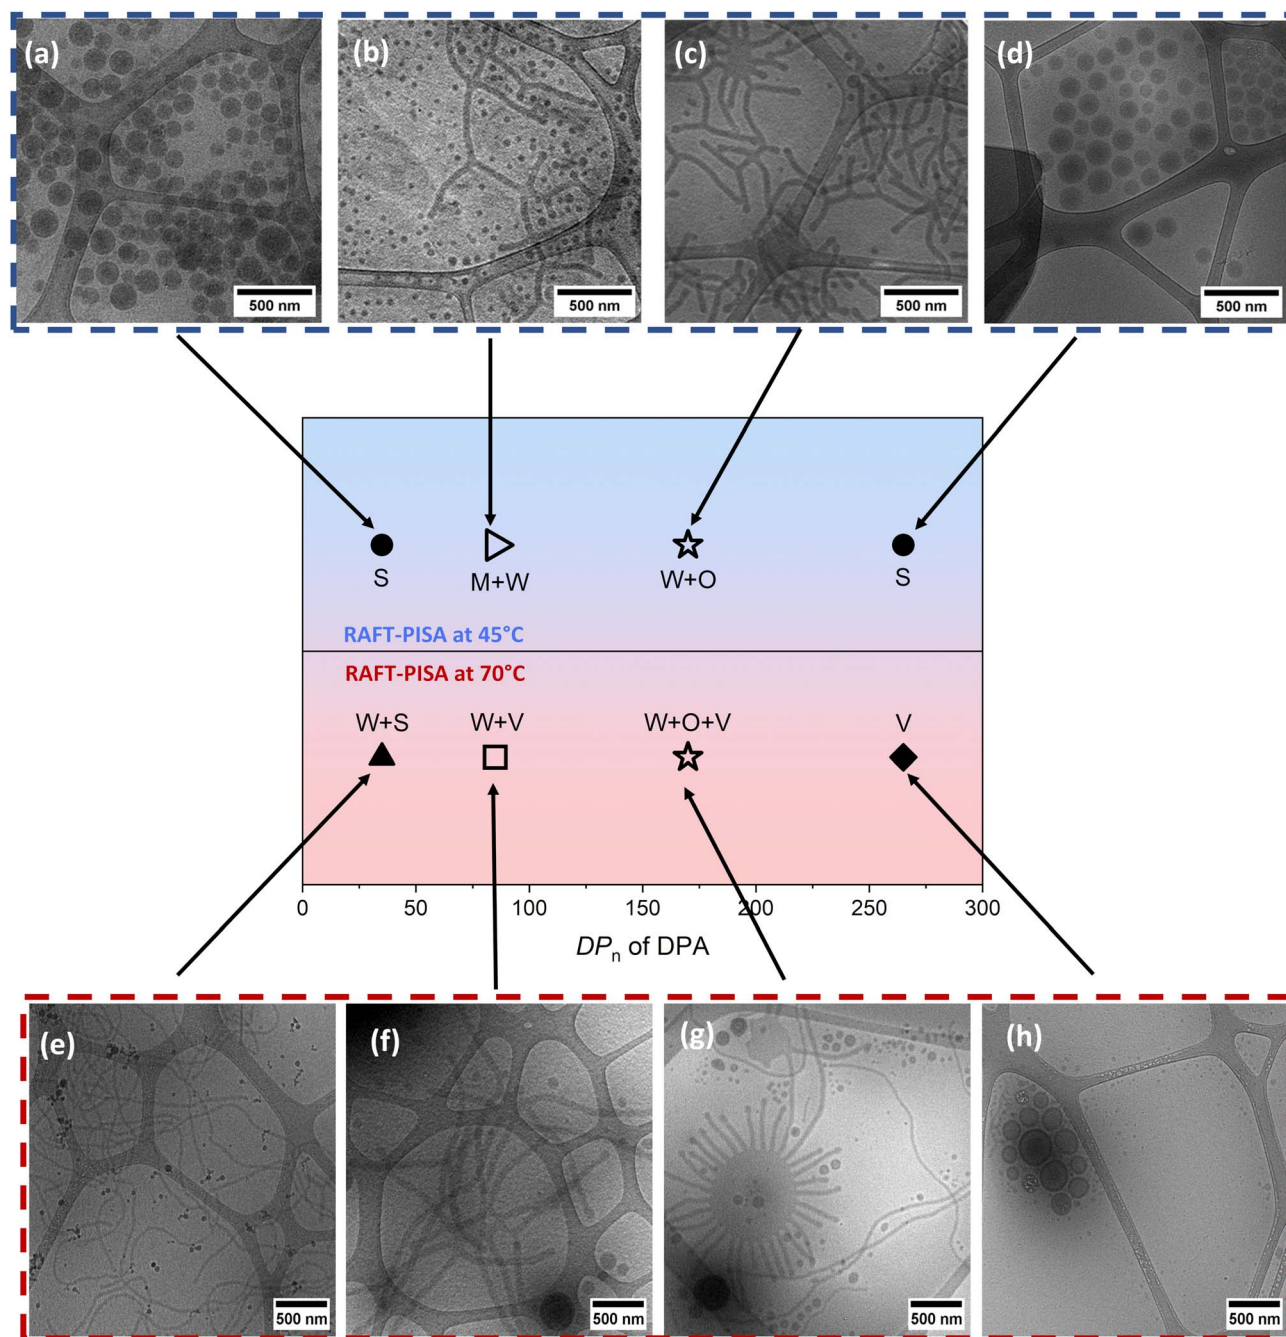 (a)
(b)
(c)
(d)
500 nm
500 nm
500 nm
500 nm
S
M+W
W+O
S
RAFT-PISA at 45°C
RAFT-PISA at 70°C
W+S
W+V
W+O+V
V
0
50
100
150
200
250
300
DPn of DPA
(e)
(f)
(g)
(h)
500 nm
500 nm
500 nm
500 nm